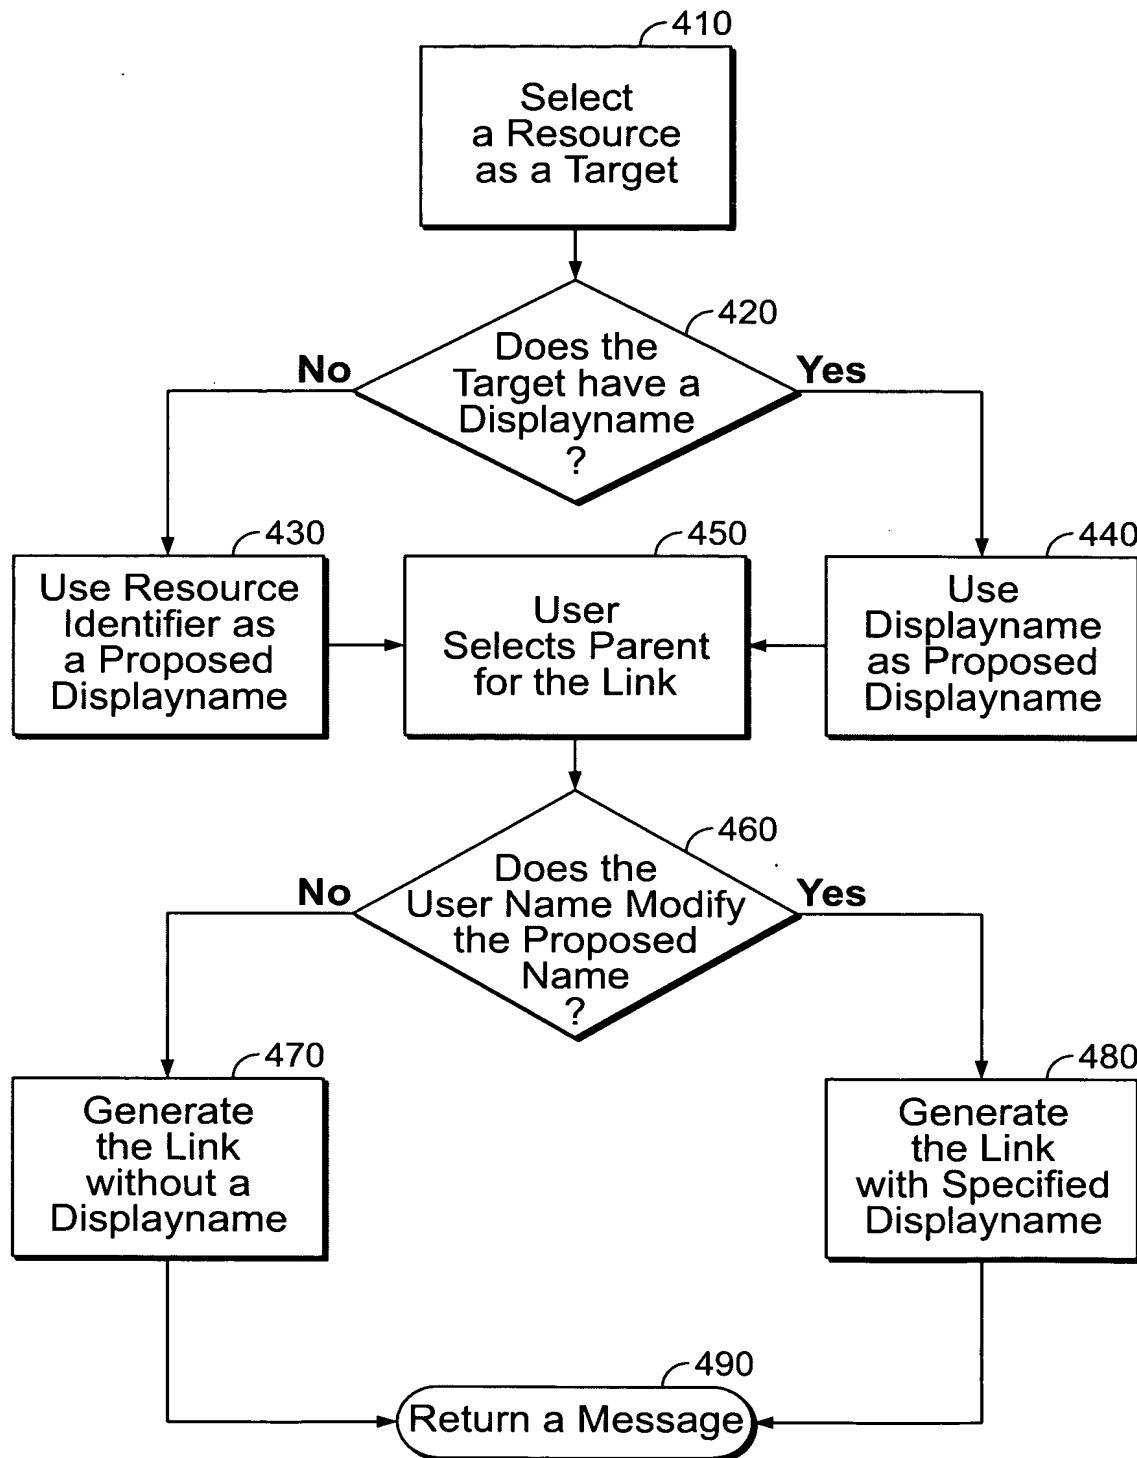 410
Select
a Resource
as a Target
420
Does the
Target have a
Displayname
?
No
Yes
430
Use Resource
Identifier as
a Proposed
Displayname
450
User
Selects Parent
for the Link
440
Use
Displayname
as Proposed
Displayname
460
Does the
User Name Modify
the Proposed
Name
?
No
Yes
470
Generate
the Link
without a
Displayname
480
Generate
the Link
with Specified
Displayname
490
Return a Message